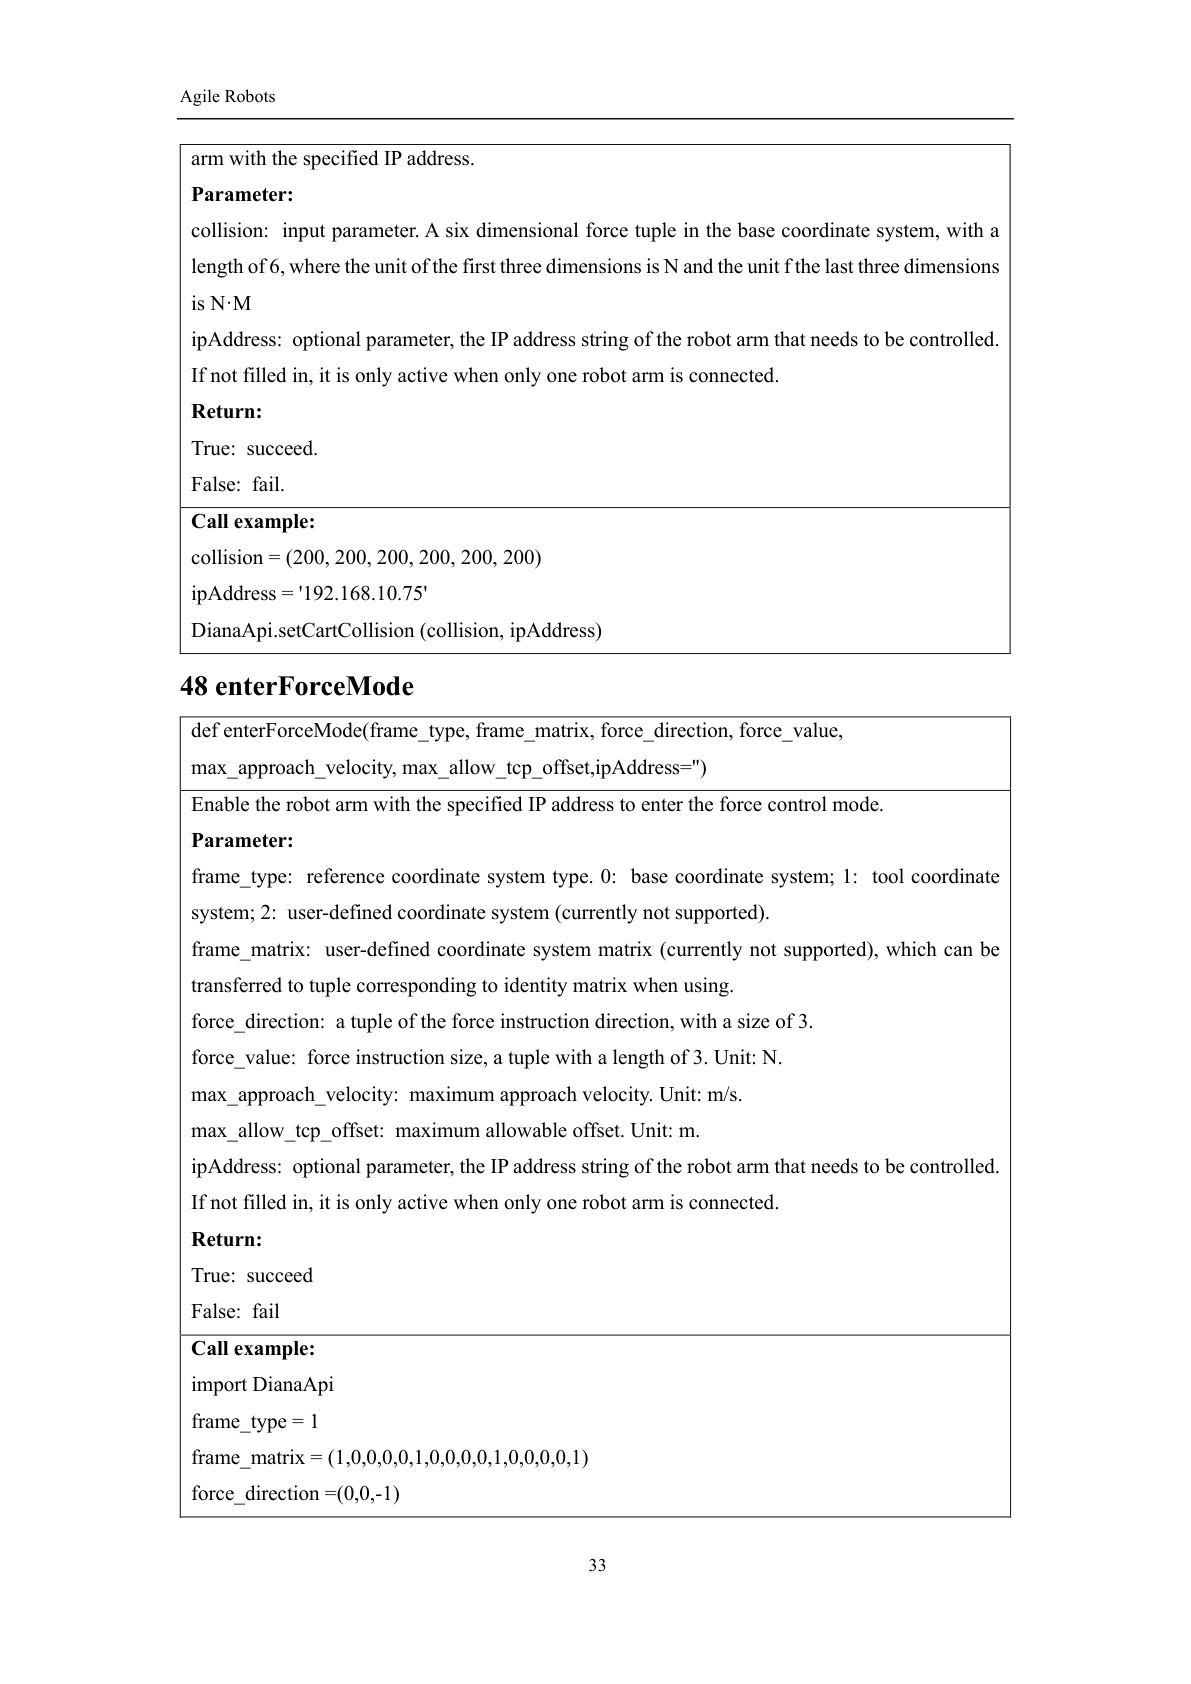 Agile Robots
arm with the specified IP address.
Parameter:
collision: input parameter. A six dimensional force tuple in the base coordinate system, with a
length of 6, where the unit of the first three dimensions is N and the unit f the last three dimensions
is N·M
ipAddress: optional parameter, the IP address string of the robot arm that needs to be controlled.
If not filled in, it is only active when only one robot arm is connected.
Return:
True: succeed.
False: fail.
Call example:
collision = (200, 200, 200, 200, 200, 200)
ipAddress = '192.168.10.75'
DianaApi.setCartCollision (collision, ipAddress)
48 enterForceMode
def enterForceMode(frame_type, frame_matrix, force_direction, force_value,
max_approach_velocity, max_allow_tcp_offset,ipAddress='')
Enable the robot arm with the specified IP address to enter the force control mode.
Parameter:
frame_type: reference coordinate system type. 0: base coordinate system; 1: tool coordinate
system; 2: user-defined coordinate system (currently not supported).
frame_matrix: user-defined coordinate system matrix (currently not supported), which can be
transferred to tuple corresponding to identity matrix when using.
force_direction: a tuple of the force instruction direction, with a size of 3.
force_value: force instruction size, a tuple with a length of 3. Unit: N.
max_approach_velocity: maximum approach velocity. Unit: m/s.
max_allow_tcp_offset: maximum allowable offset. Unit: m.
ipAddress: optional parameter, the IP address string of the robot arm that needs to be controlled.
If not filled in, it is only active when only one robot arm is connected.
Return:
True: succeed
False: fail
Call example:
import DianaApi
frame_type = 1
frame_matrix = (1,0,0,0,0,1,0,0,0,0,1,0,0,0,0,1)
force_direction =(0,0,-1)
33